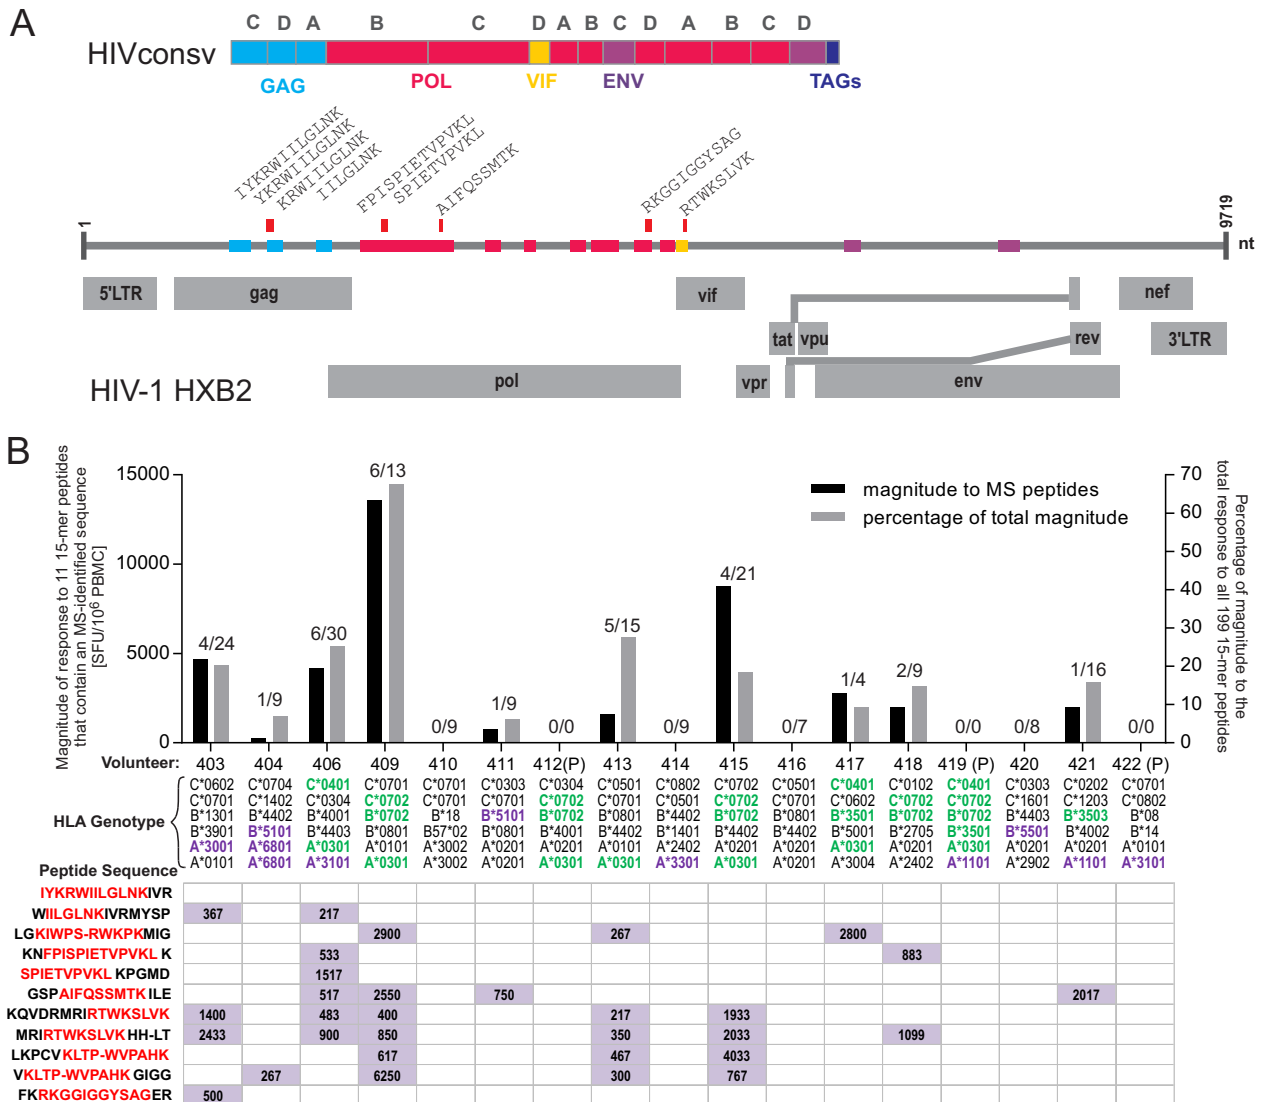 A
C D A B C D A B C D A B C D
HIVconsv
GAG POL VIF ENV TAGs
IYKRWIILGLNK
YKRWIILGLNK
KRWIILGLNK
IILGLNK
FPISPIETVPVKL
SPIETVPVKL
AIFQSSMTK
RKGGIGGYSAG
RTWKSLVK
1 9719
nt
5'LTR gag vif nef
tat vpu rev 3'LTR
pol vpr env
HIV-1 HXB2
B
Magnitude of response to 11 15-mer peptides
that contain an MS-identified sequence
[SFU/10⁶ PBMC]
15000
10000
5000
0
70
60
50
40
30
20
10
0
Percentage of magnitude to the
total response to all 199 15-mer peptides
magnitude to MS peptides
percentage of total magnitude
4/24 1/9 6/30 6/13 0/9 1/9 0/0 5/15 0/9 4/21 0/7 1/4 2/9 0/0 0/8 1/16 0/0
Volunteer: 403 404 406 409 410 411 412(P) 413 414 415 416 417 418 419 (P) 420 421 422 (P)
HLA Genotype
C*0602 C*0704 C*0401 C*0701 C*0701 C*0303 C*0304 C*0501 C*0802 C*0702 C*0501 C*0401 C*0102 C*0401 C*0303 C*0202 C*0701
C*0701 C*1402 C*0304 C*0702 C*0701 C*0701 C*0702 C*0701 C*0501 C*0702 C*0701 C*0602 C*0702 C*0702 C*1601 C*1203 C*0802
B*1301 B*4402 B*4001 B*0702 B*18 B*5101 B*0702 B*0801 B*4402 B*0702 B*0801 B*3501 B*0702 B*0702 B*4403 B*3503 B*08
B*3901 B*5101 B*4403 B*0801 B57*02 B*0801 B*4001 B*4402 B*1401 B*4402 B*4402 B*5001 B*2705 B*3501 B*5501 B*4402 B*14
A*3001 A*6801 A*0301 A*0101 A*3002 A*0201 A*0201 A*0101 A*2402 A*0201 A*0201 A*0301 A*0201 A*0301 A*0201 A*0201 A*0201
A*0101 A*6801 A*3101 A*0301 A*3002 A*0201 A*0301 A*0301 A*3301 A*0301 A*0201 A*3004 A*2402 A*1101 A*2902 A*1101 A*3101
Peptide Sequence
IYKRWIILGLNKIVR
WIILGLNKIVRMYSP 367 217
LGKIWPS-RWKPKMIG 2900 267 2800
KNFPISPIETVPVKL K 533 883
SPIETVPVKL KPGMD 1517
GSPAIFQSSMTK ILE 517 2550 750 2017
KQVDRMRIRTWKSLVK 1400 483 400 217 1933
MRIRTWKSLVK HH-LT 2433 900 850 350 2033 1099
LKPCVKLTP-WVPAHK 617 467 4033
VKLTP-WVPAHK GIGG 267 6250 300 767
FKRKGGIGGYSAGER 500